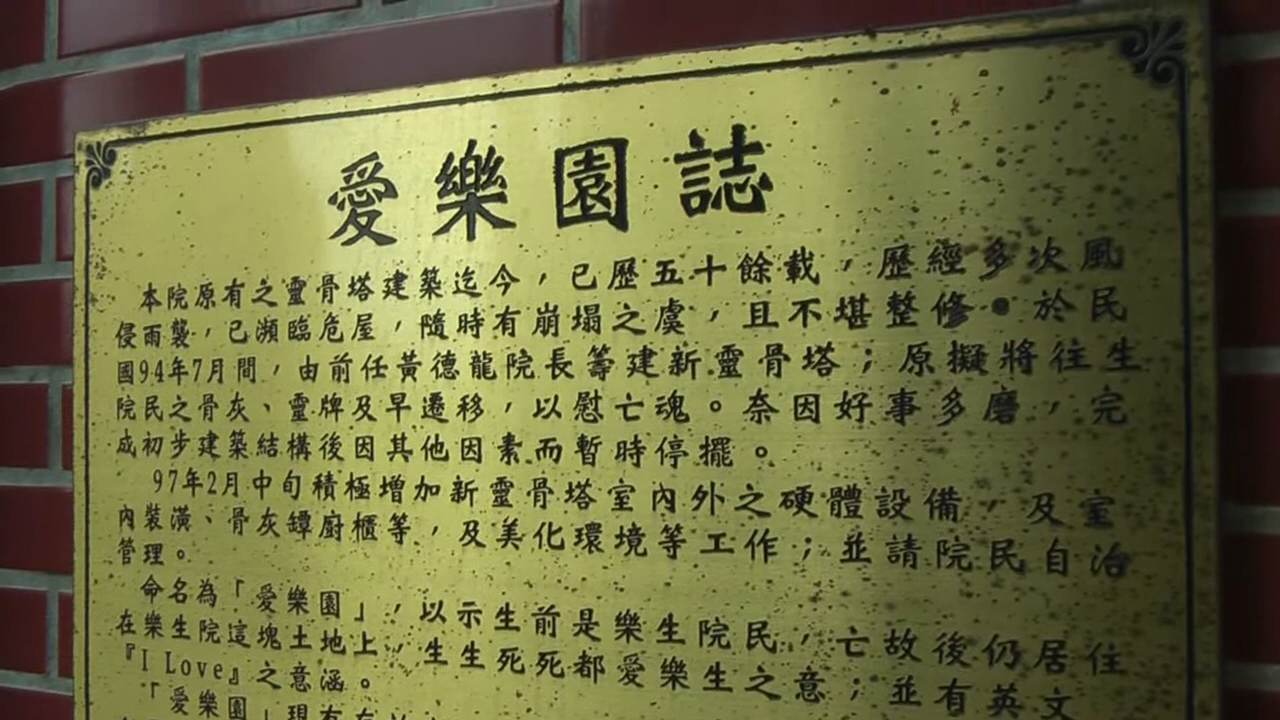 愛樂園誌
本院原有之靈骨塔建築迄今，已歷五十餘載，歷經多次風
侵雨襲，已瀕臨危屋，隨時有崩塌之虞，且不堪整修。於民
國94年7月間，由前任黃德龍院長籌建新靈骨塔；原擬將往生
院民之骨灰、靈牌及早遷移，以慰亡魂。奈因好事多磨，完
成初步建築結構後因其他因素而暫時停擺。
97年2月中旬積極增加新靈骨塔室內外之硬體設備，及室
內裝潢、骨灰罈廚櫃等，及美化環境等工作；並請院民自治
管理。
命名為「愛樂園」，以示生前是樂生院民，亡故後仍居住
在樂生院這塊土地上，生生死死都愛樂生之意；並有英文
『I Love』之意涵。
「愛樂園」現有